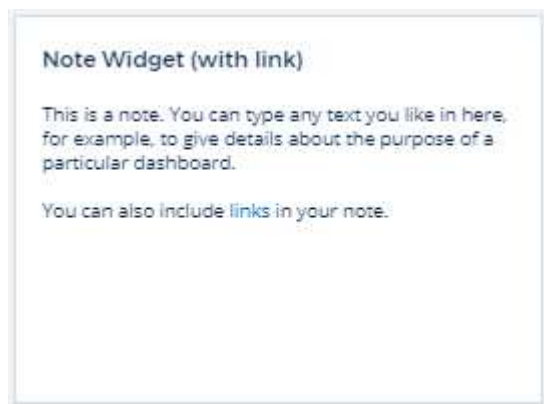 Note Widget (with link)
This is a note. You can type any text you like in here,
for example, to give details about the purpose of a
particular dashboard.
You can also include links in your note.